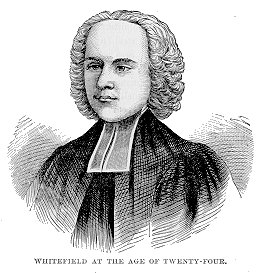 WHITEFIELD AT THE AGE OF TWENTY-FOUR.